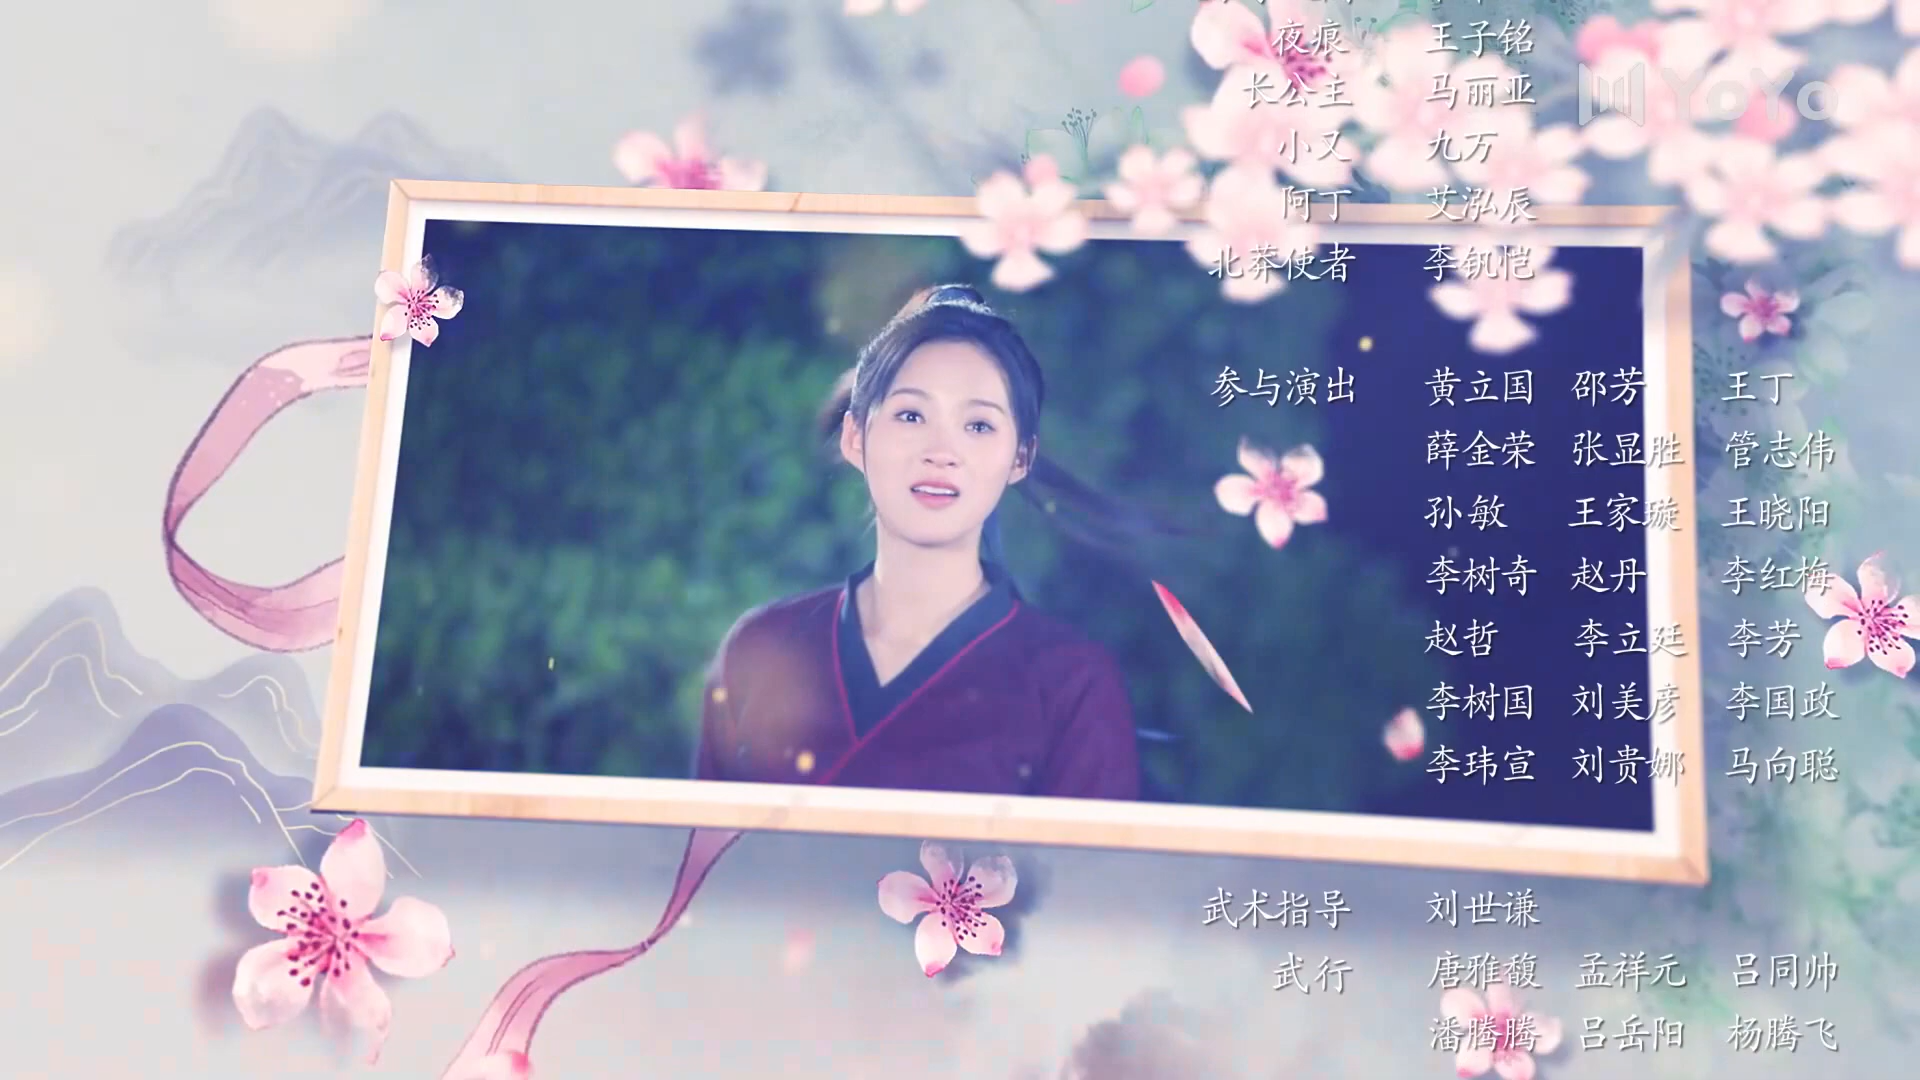 夜痕 王子铭
YoYo
长公主 马丽亚
小又 九万
阿丁 艾泓辰
北莽使者 李钒恺
参与演出 黄立国 邵芳 王丁
薛金荣 张显胜 管志伟
孙敏 王家璇 王晓阳
李树奇 赵丹 李红梅
赵哲 李立廷 李芳
李树国 刘美彦 李国政
李玮宣 刘贵娜 马向聪
武术指导 刘世谦
武行 唐雅馥 孟祥元 吕同帅
潘腾腾 吕岳阳 杨腾飞